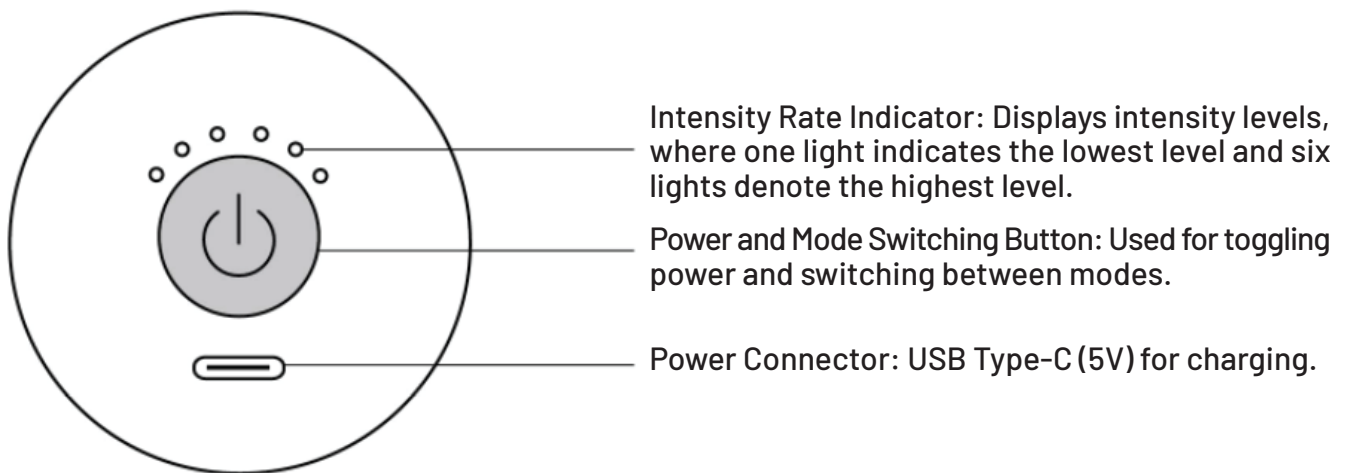 Intensity Rate Indicator: Displays intensity levels,
where one light indicates the lowest level and six
lights denote the highest level.
Power and Mode Switching Button: Used for toggling
power and switching between modes.
Power Connector: USB Type-C (5V) for charging.